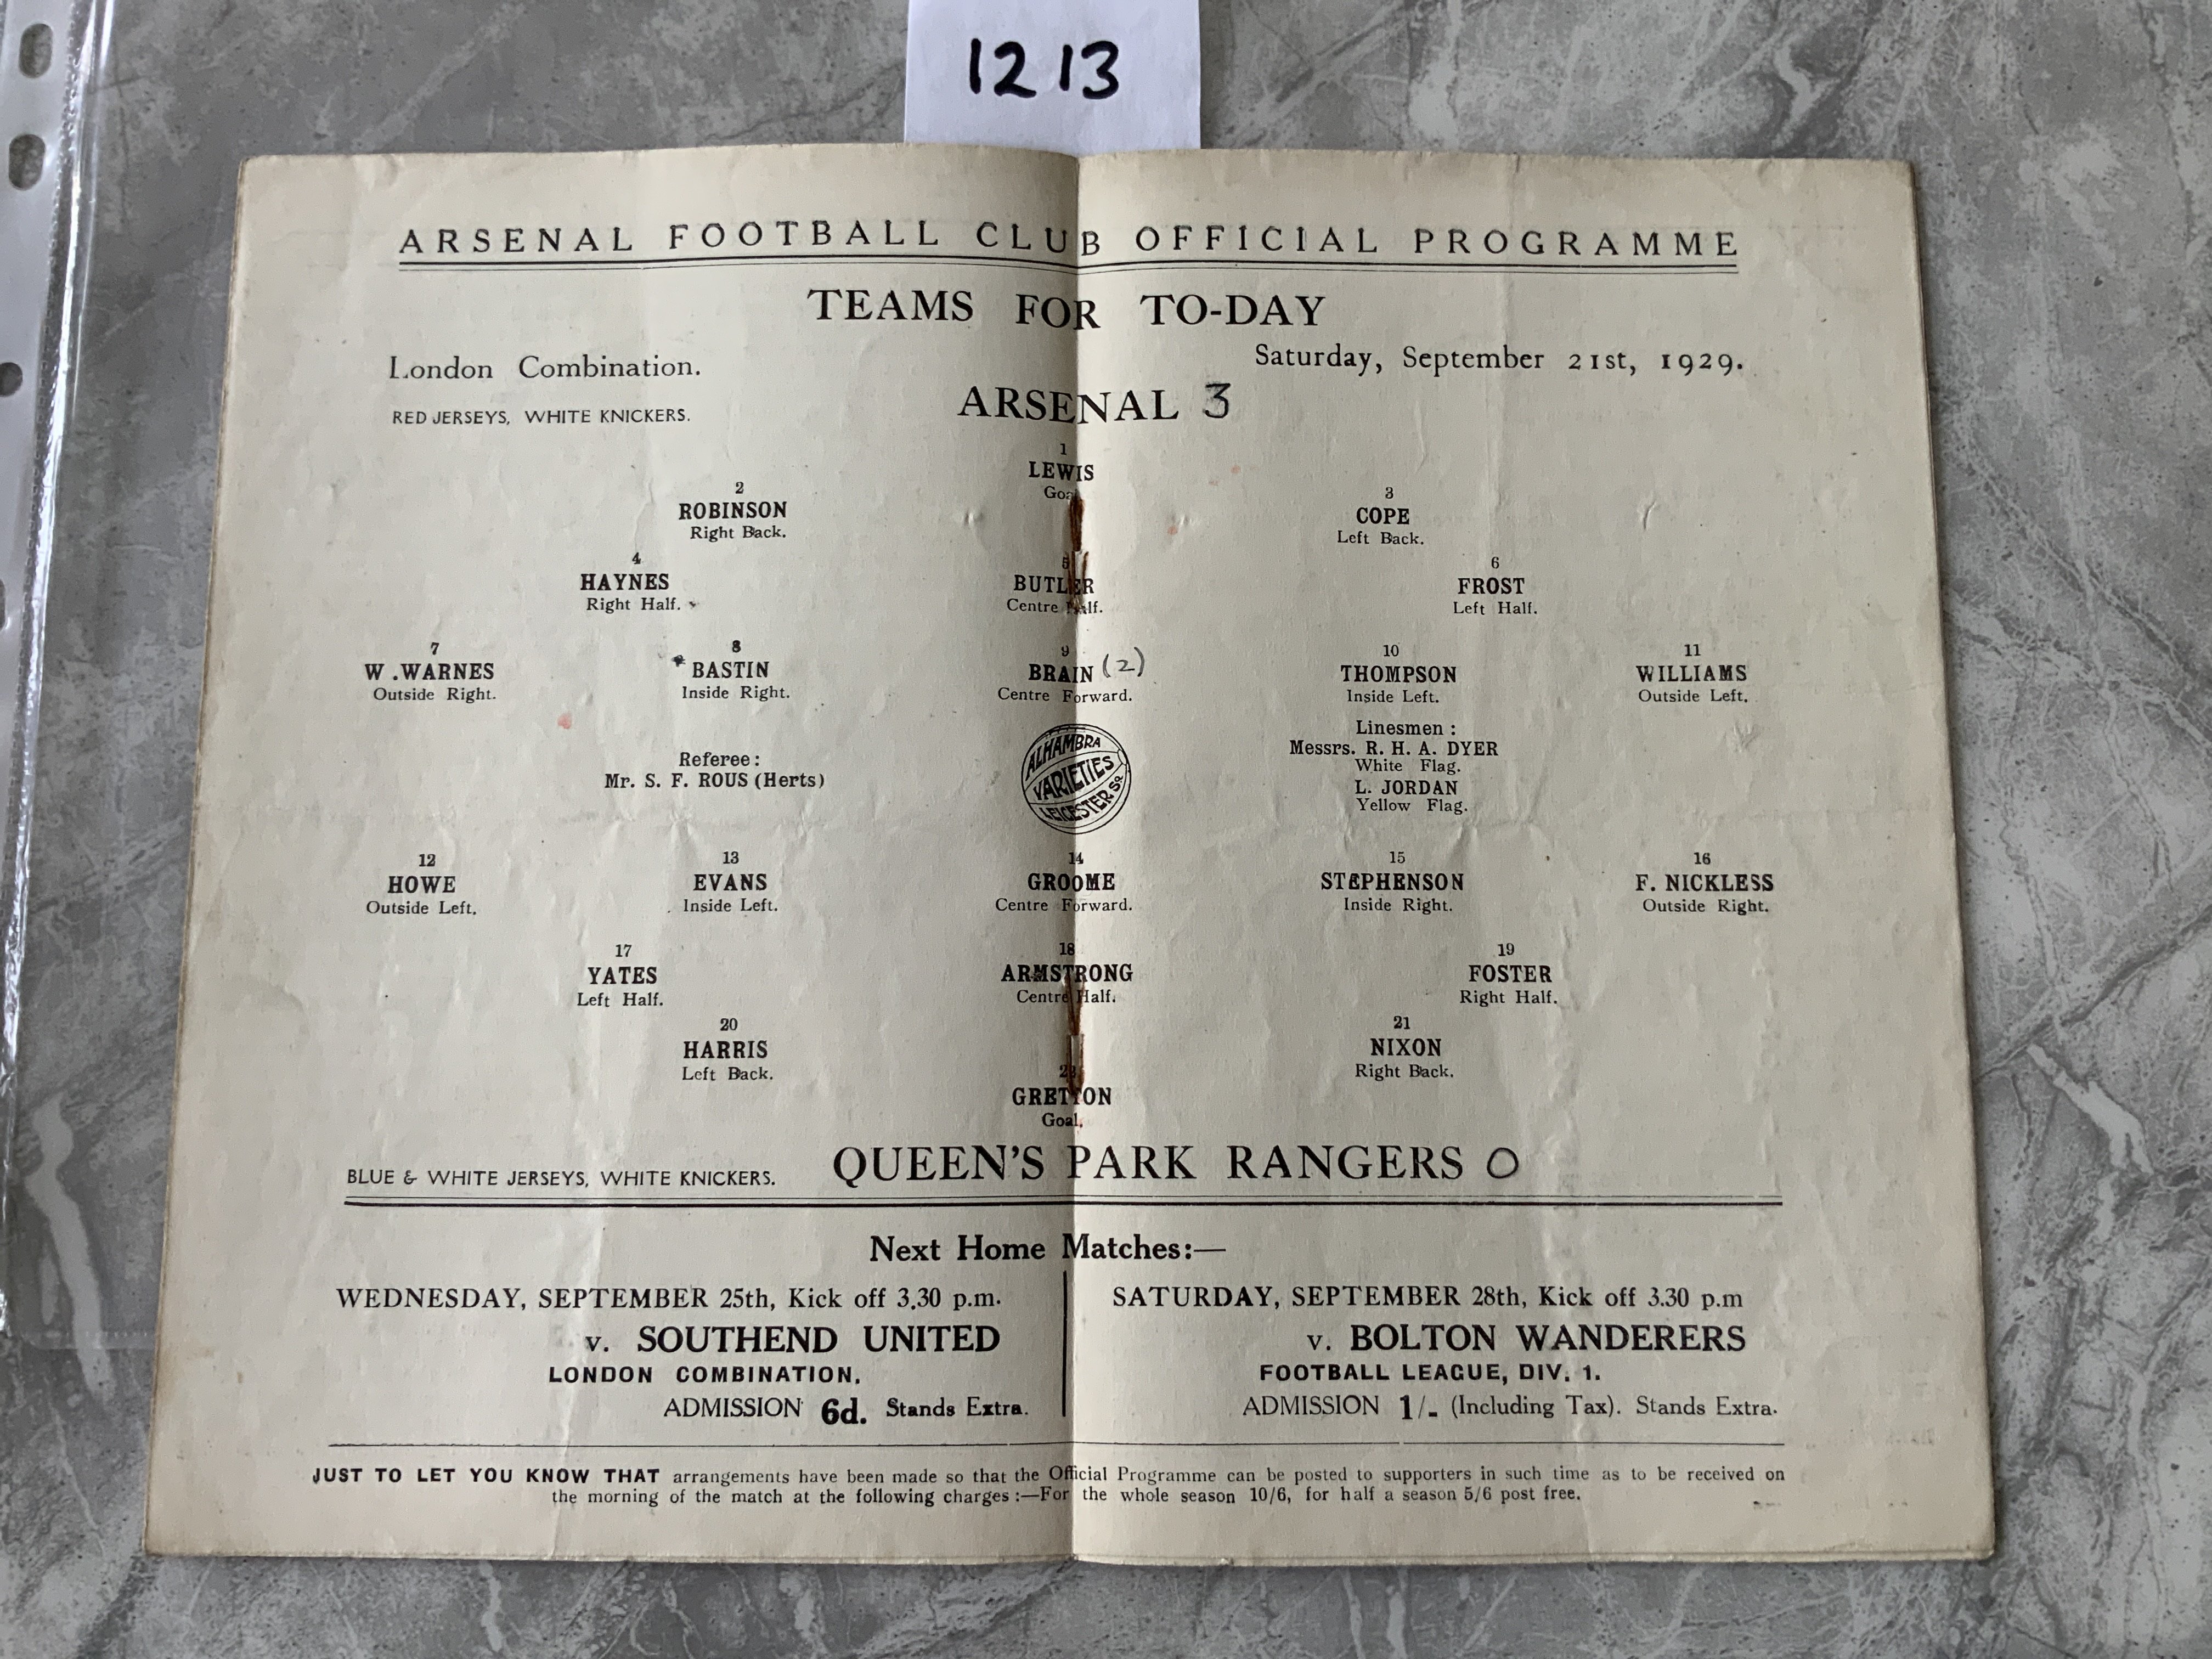 1213
ARSENAL FOOTBALL CLUB OFFICIAL PROGRAMME
TEAMS FOR TO-DAY
London Combination. Saturday, September 21st, 1929.
RED JERSEYS, WHITE KNICKERS. ARSENAL 3
1
LEWIS
Goal
2 3
ROBINSON COPE
Right Back. Left Back.
4 5 6
HAYNES BUTLER FROST
Right Half. Centre Half. Left Half.
7 8 9 10 11
W .WARNES BASTIN BRAIN (2) THOMPSON WILLIAMS
Outside Right. Inside Right. Centre Forward. Inside Left. Outside Left.
Referee:
Mr. S. F. ROUS (Herts)
ALHAMBRA
VARIETIES
LEICESTER SQ.
Linesmen :
Messrs. R. H. A. DYER
White Flag.
L. JORDAN
Yellow Flag.
12 13 14 15 16
HOWE EVANS GROOME STEPHENSON F. NICKLESS
Outside Left. Inside Left. Centre Forward. Inside Right. Outside Right.
17 18 19
YATES ARMSTRONG FOSTER
Left Half. Centre Half. Right Half.
20 21
HARRIS NIXON
Left Back. Right Back.
GRETTON
Goal.
BLUE & WHITE JERSEYS, WHITE KNICKERS. QUEEN'S PARK RANGERS 0
Next Home Matches:—
WEDNESDAY, SEPTEMBER 25th, Kick off 3.30 p.m.
v. SOUTHEND UNITED
LONDON COMBINATION.
ADMISSION 6d. Stands Extra.
SATURDAY, SEPTEMBER 28th, Kick off 3.30 p.m
v. BOLTON WANDERERS
FOOTBALL LEAGUE, DIV. 1.
ADMISSION 1/- (Including Tax). Stands Extra.
JUST TO LET YOU KNOW THAT arrangements have been made so that the Official Programme can be posted to supporters in such time as to be received on
the morning of the match at the following charges :—For the whole season 10/6, for half a season 5/6 post free.